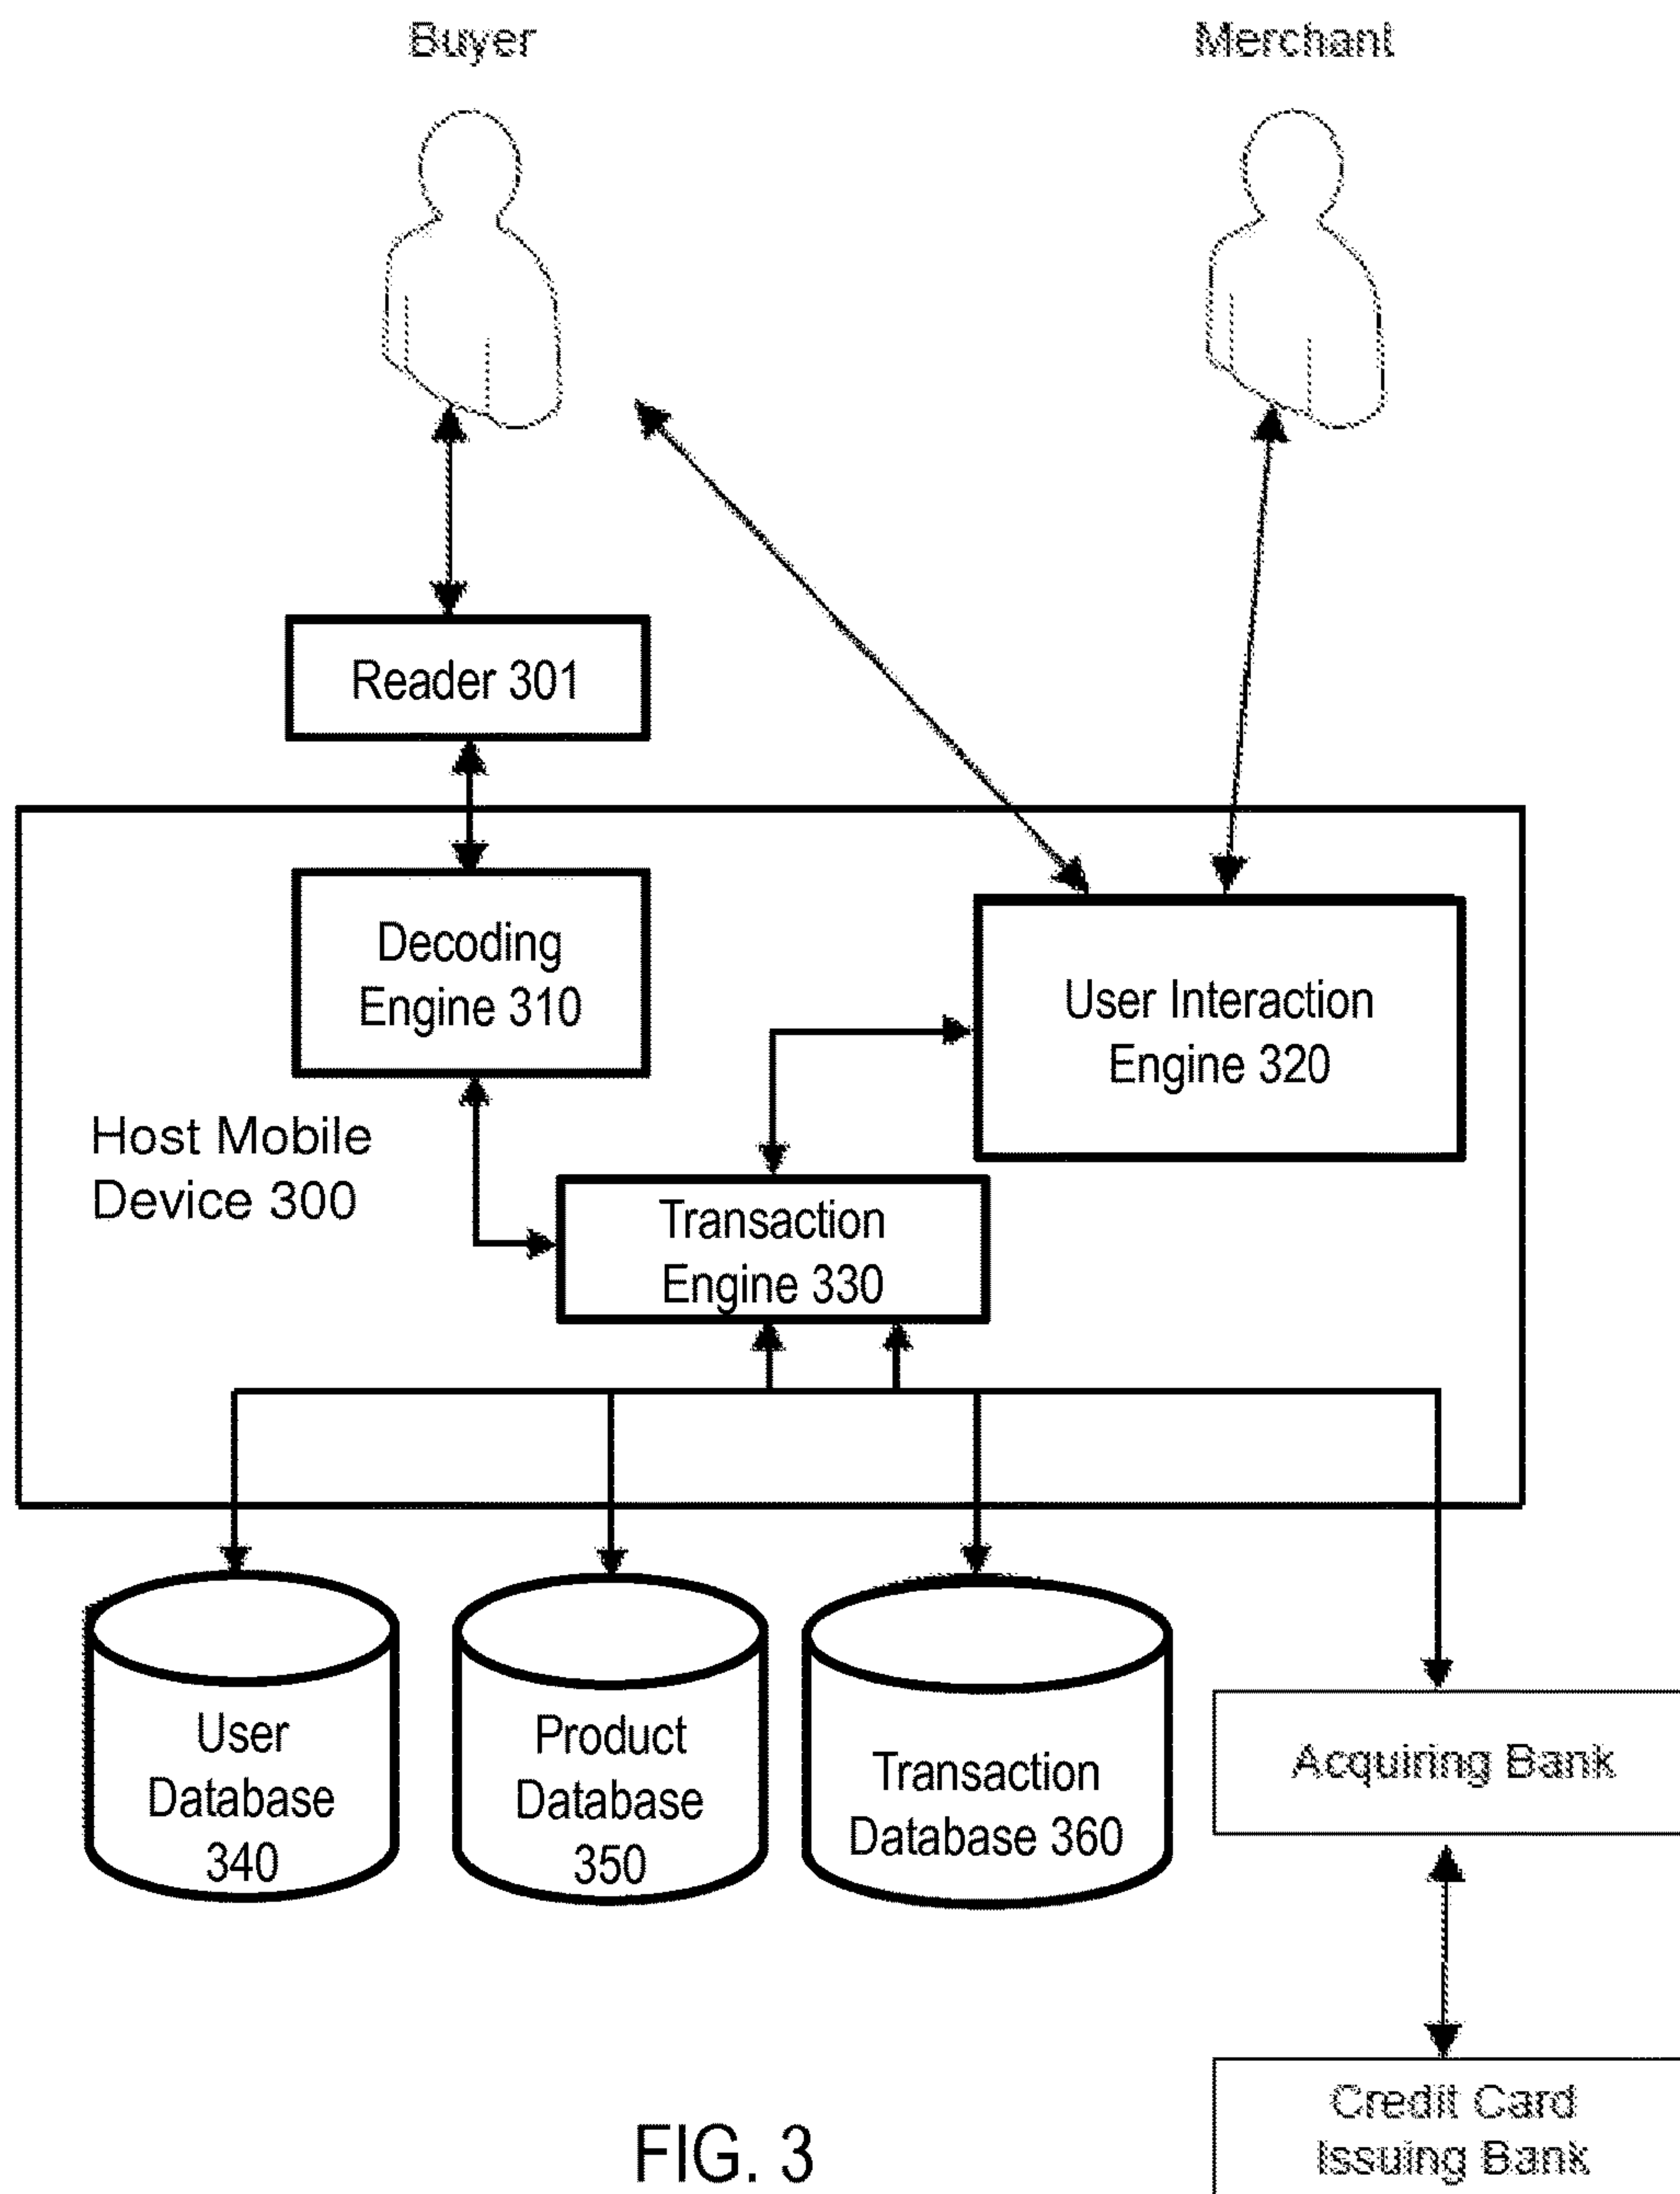 Buyer
Merchant
Reader 301
Decoding
Engine 310
User Interaction
Engine 320
Host Mobile
Device 300
Transaction
Engine 330
User
Database
340
Product
Database
350
Transaction
Database 360
Acquiring Bank
Credit Card
Issuing Bank
FIG. 3